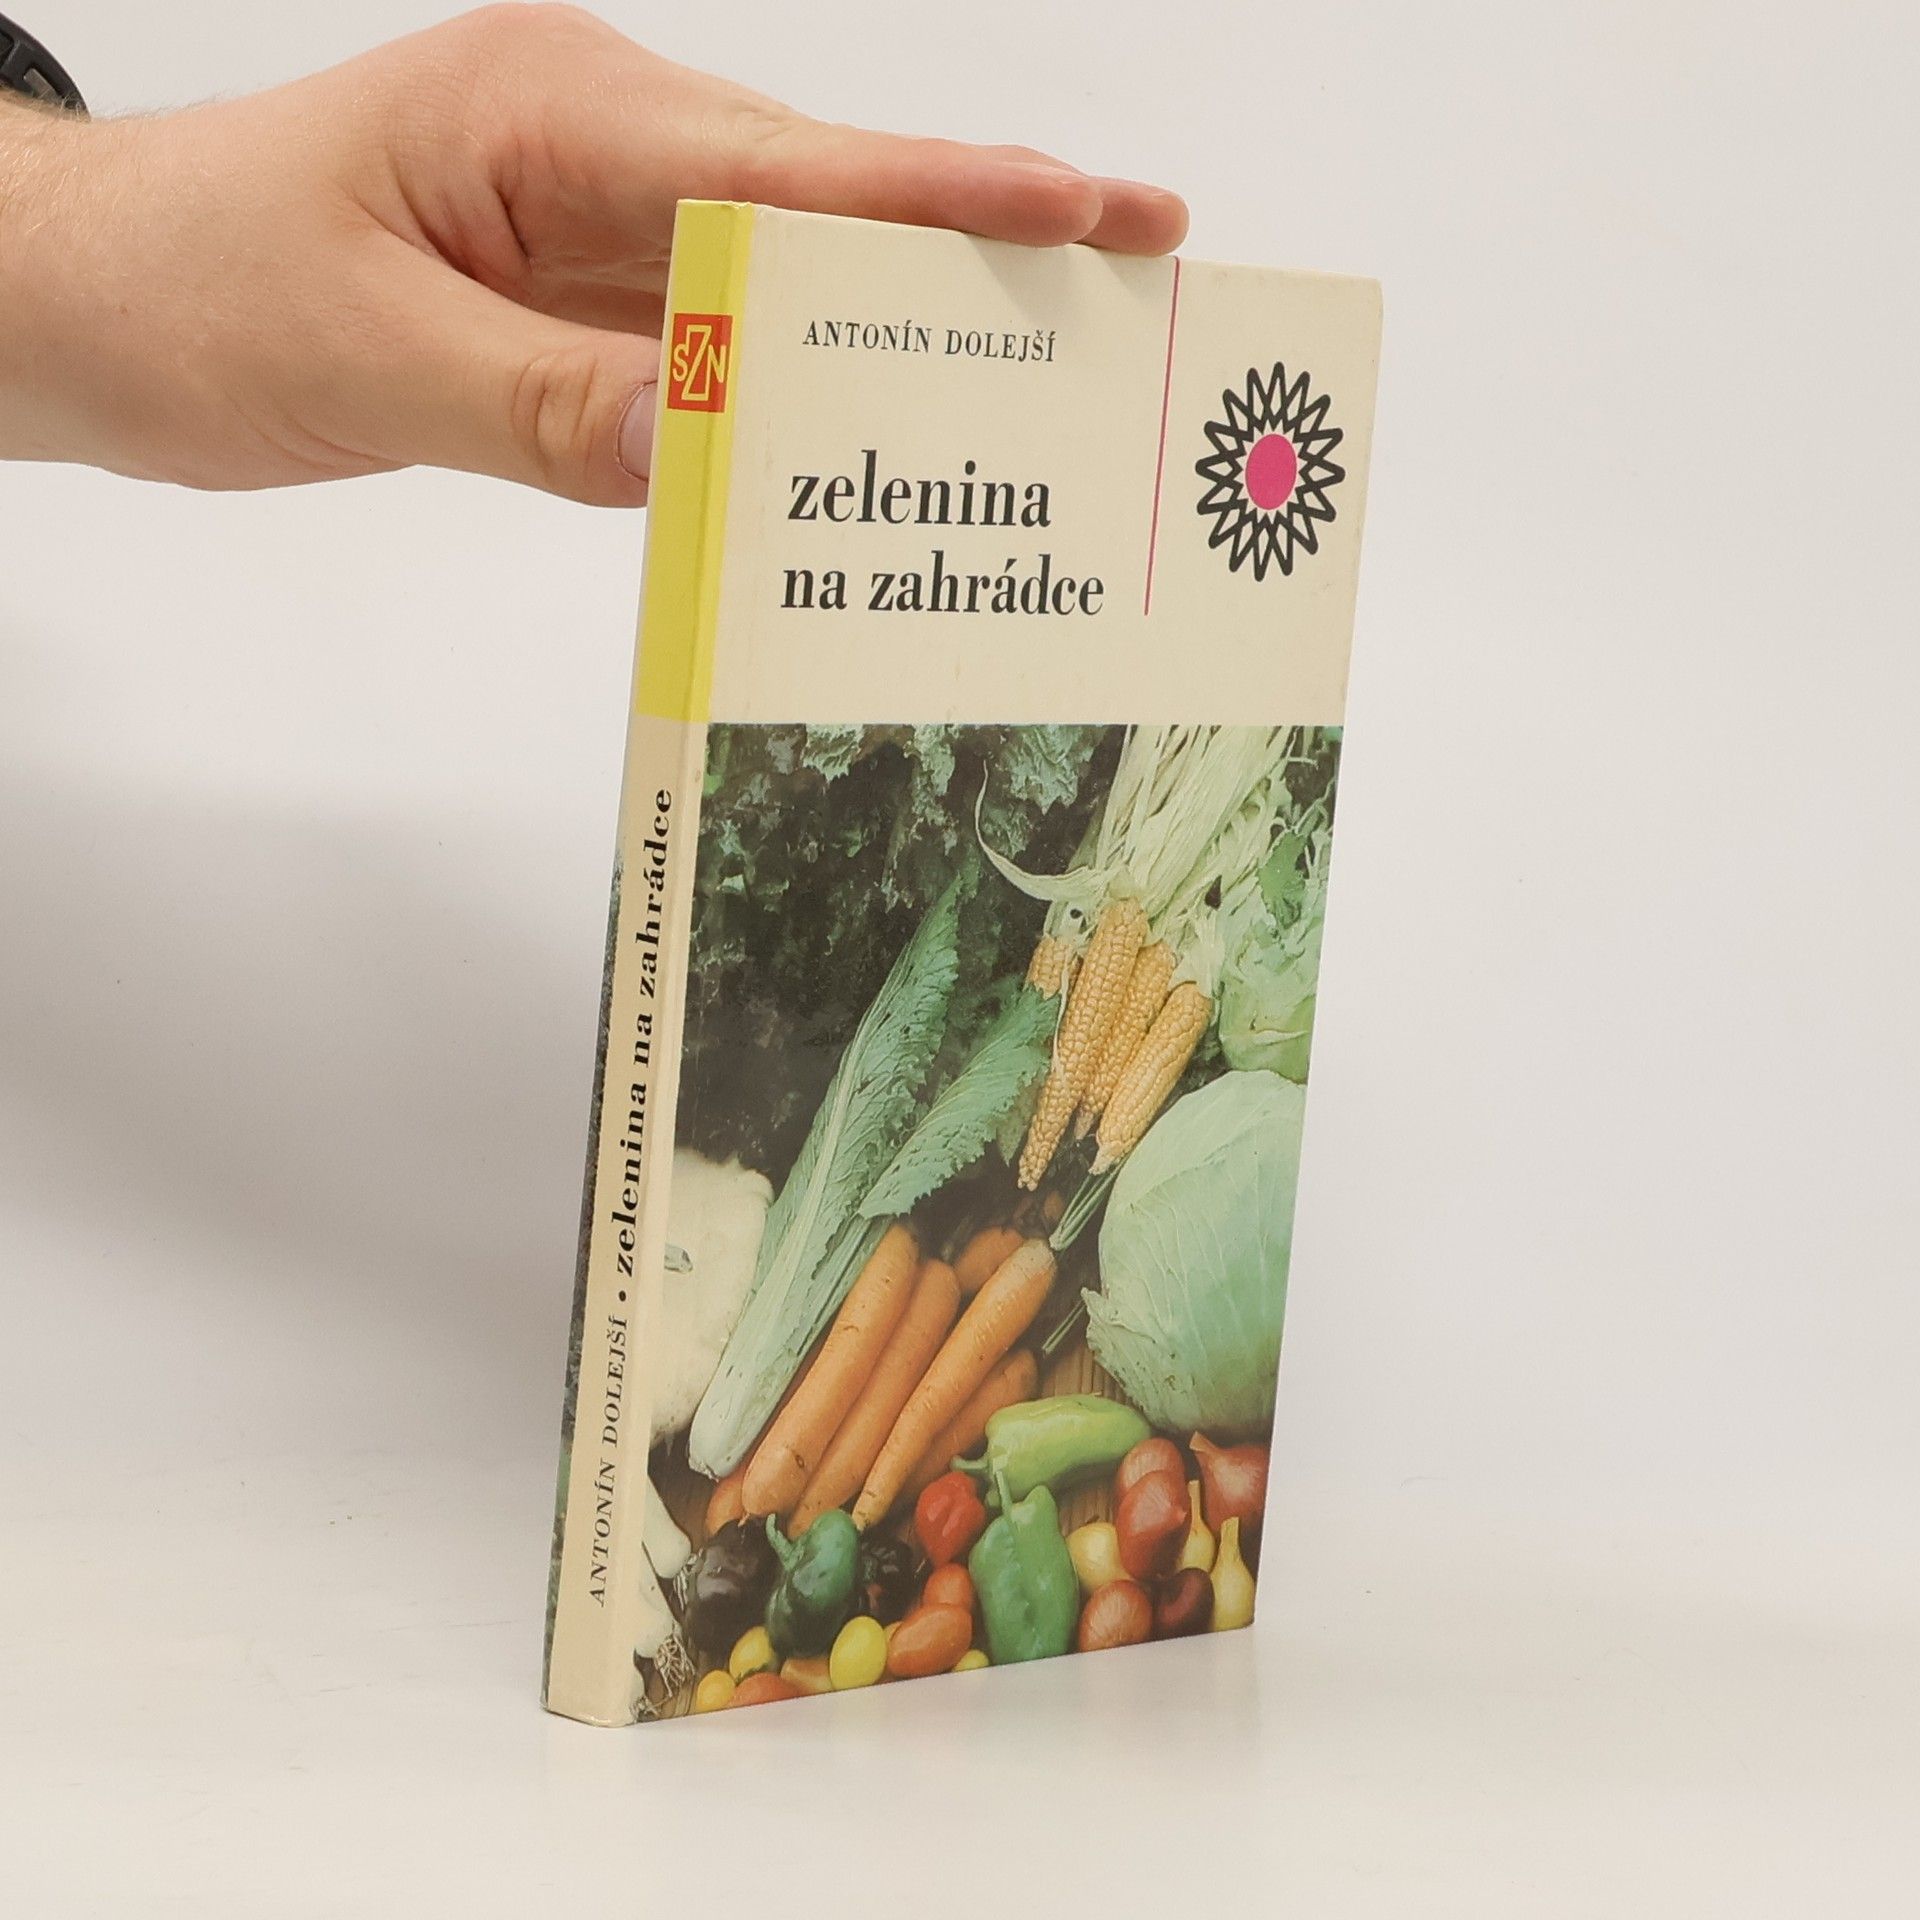 SZN
ANTONÍN DOLEJŠÍ
zelenina
na zahrádce
ANTONÍN DOLEJŠÍ • zelenina na zahrádce